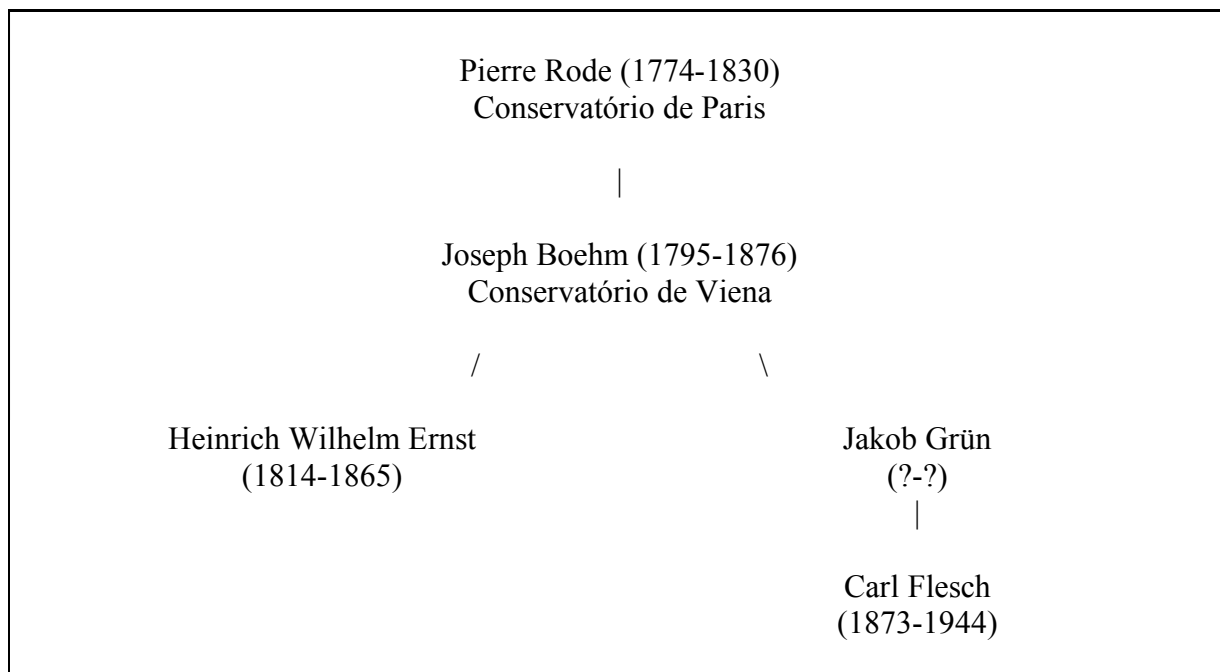 Pierre Rode (1774-1830)
Conservatório de Paris
|
Joseph Boehm (1795-1876)
Conservatório de Viena
/ \
Heinrich Wilhelm Ernst Jakob Grün
(1814-1865) (?-?)
|
Carl Flesch
(1873-1944)